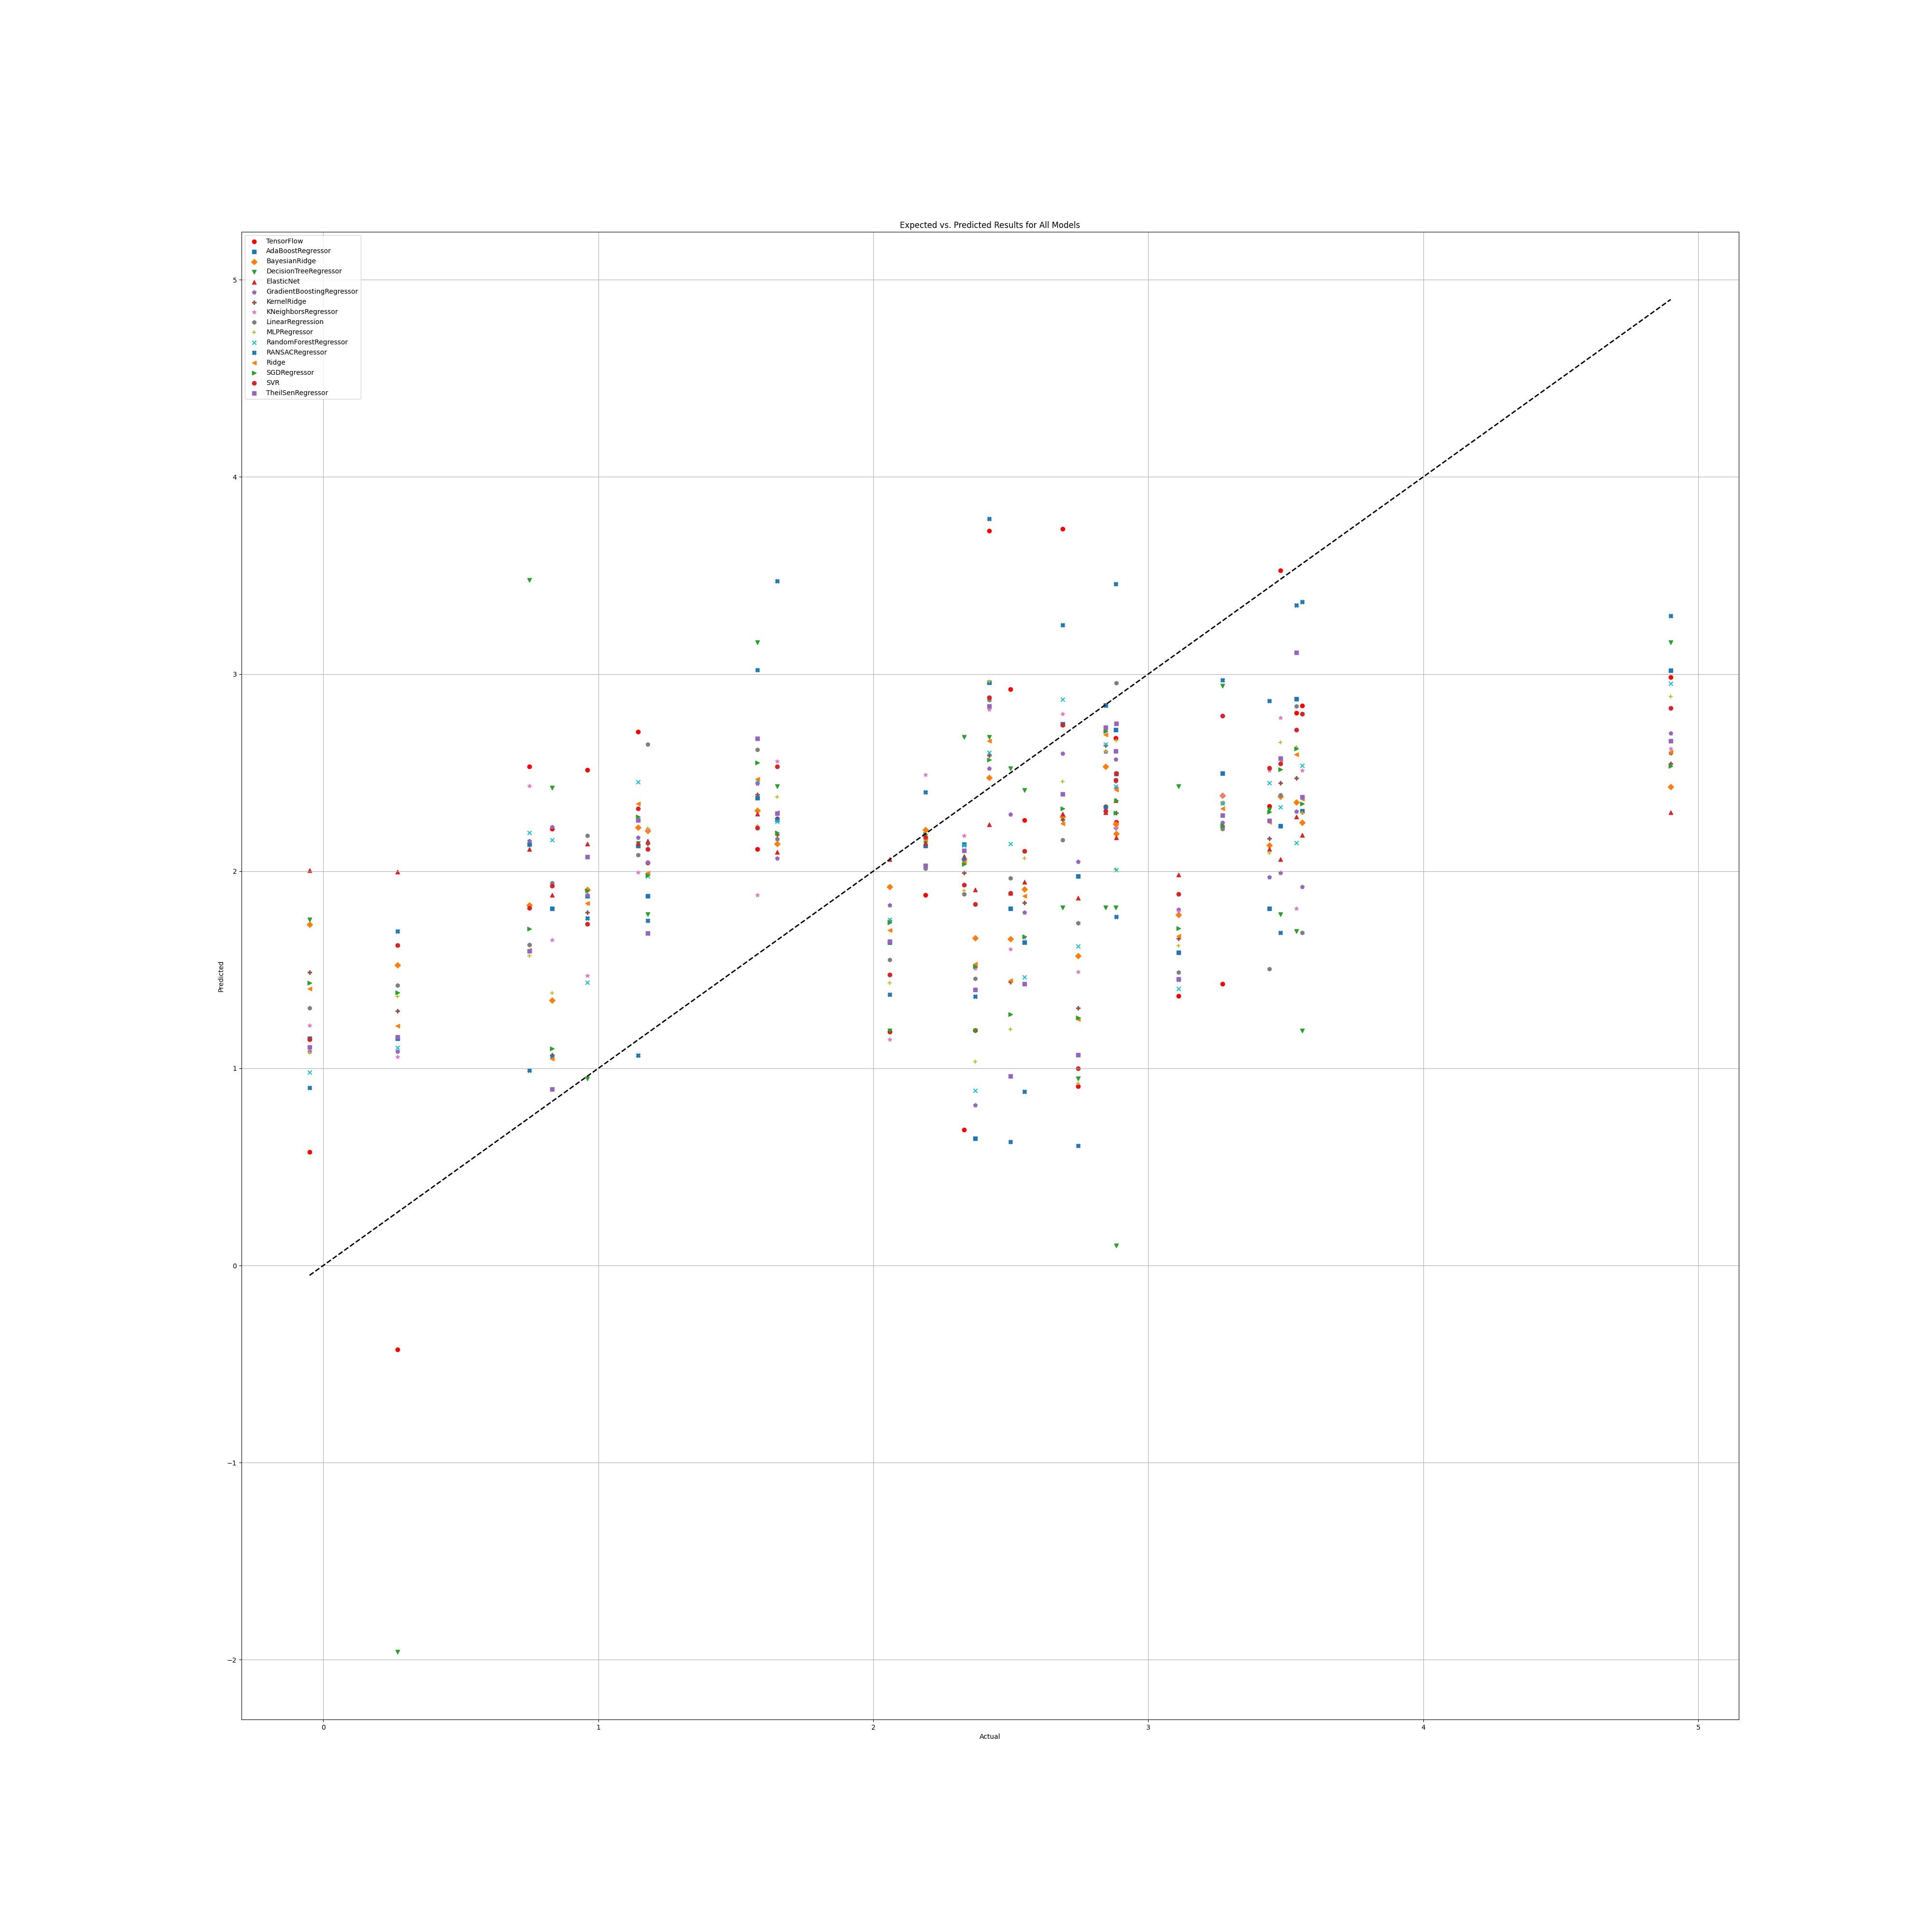 Expected vs. Predicted Results for All Models
TensorFlow
AdaBoostRegressor
BayesianRidge
DecisionTreeRegressor
ElasticNet
GradientBoostingRegressor
KernelRidge
KNeighborsRegressor
LinearRegression
MLPRegressor
RandomForestRegressor
RANSACRegressor
Ridge
SGDRegressor
SVR
TheilSenRegressor
5
4
3
2
1
0
−1
−2
Predicted
0 1 2 3 4 5
Actual